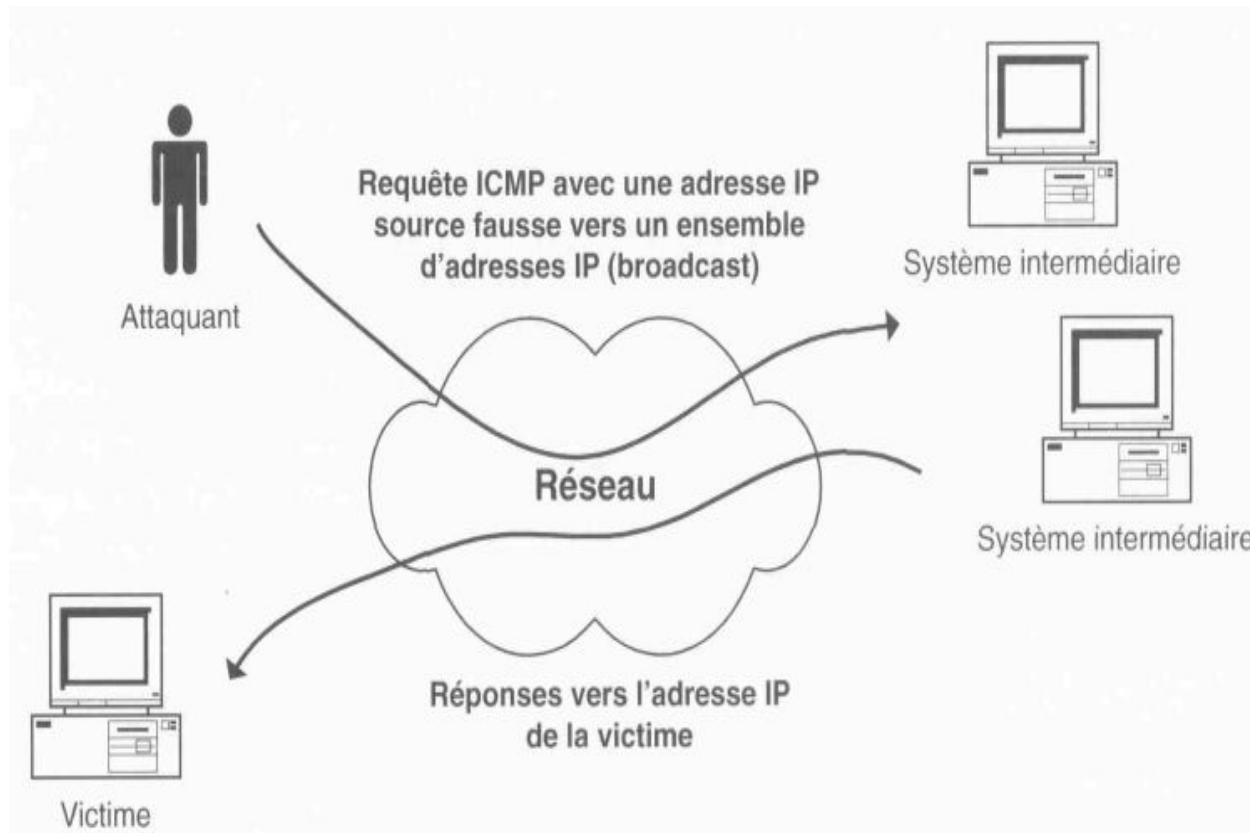 Attaquant
Requête ICMP avec une adresse IP
source fausse vers un ensemble
d'adresses IP (broadcast)
Système intermédiaire
Système intermédiaire
Réseau
Réponses vers l'adresse IP
de la victime
Victime